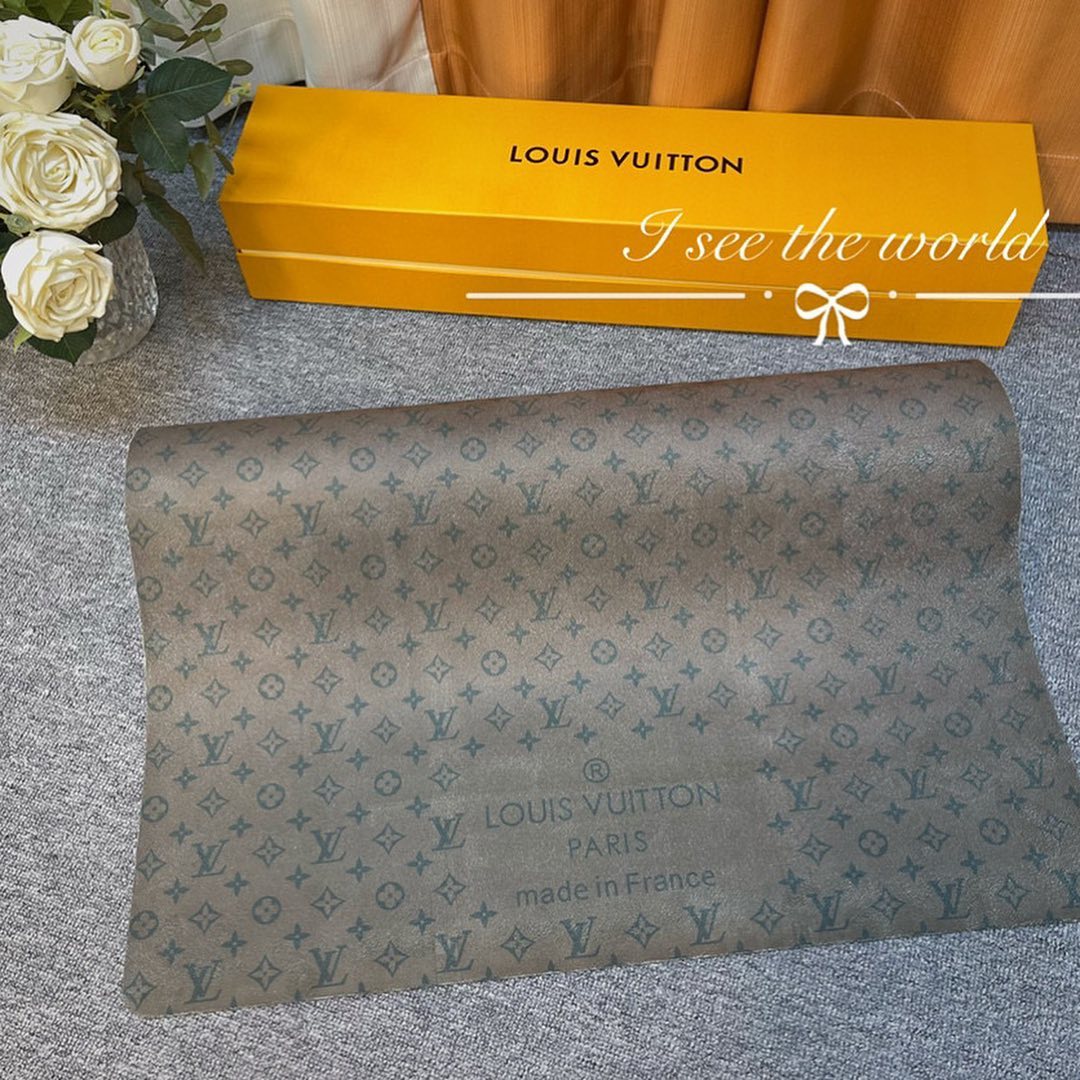 LOUIS VUITTON
I see the world
®
LOUIS VUITTON
PARIS
made in France